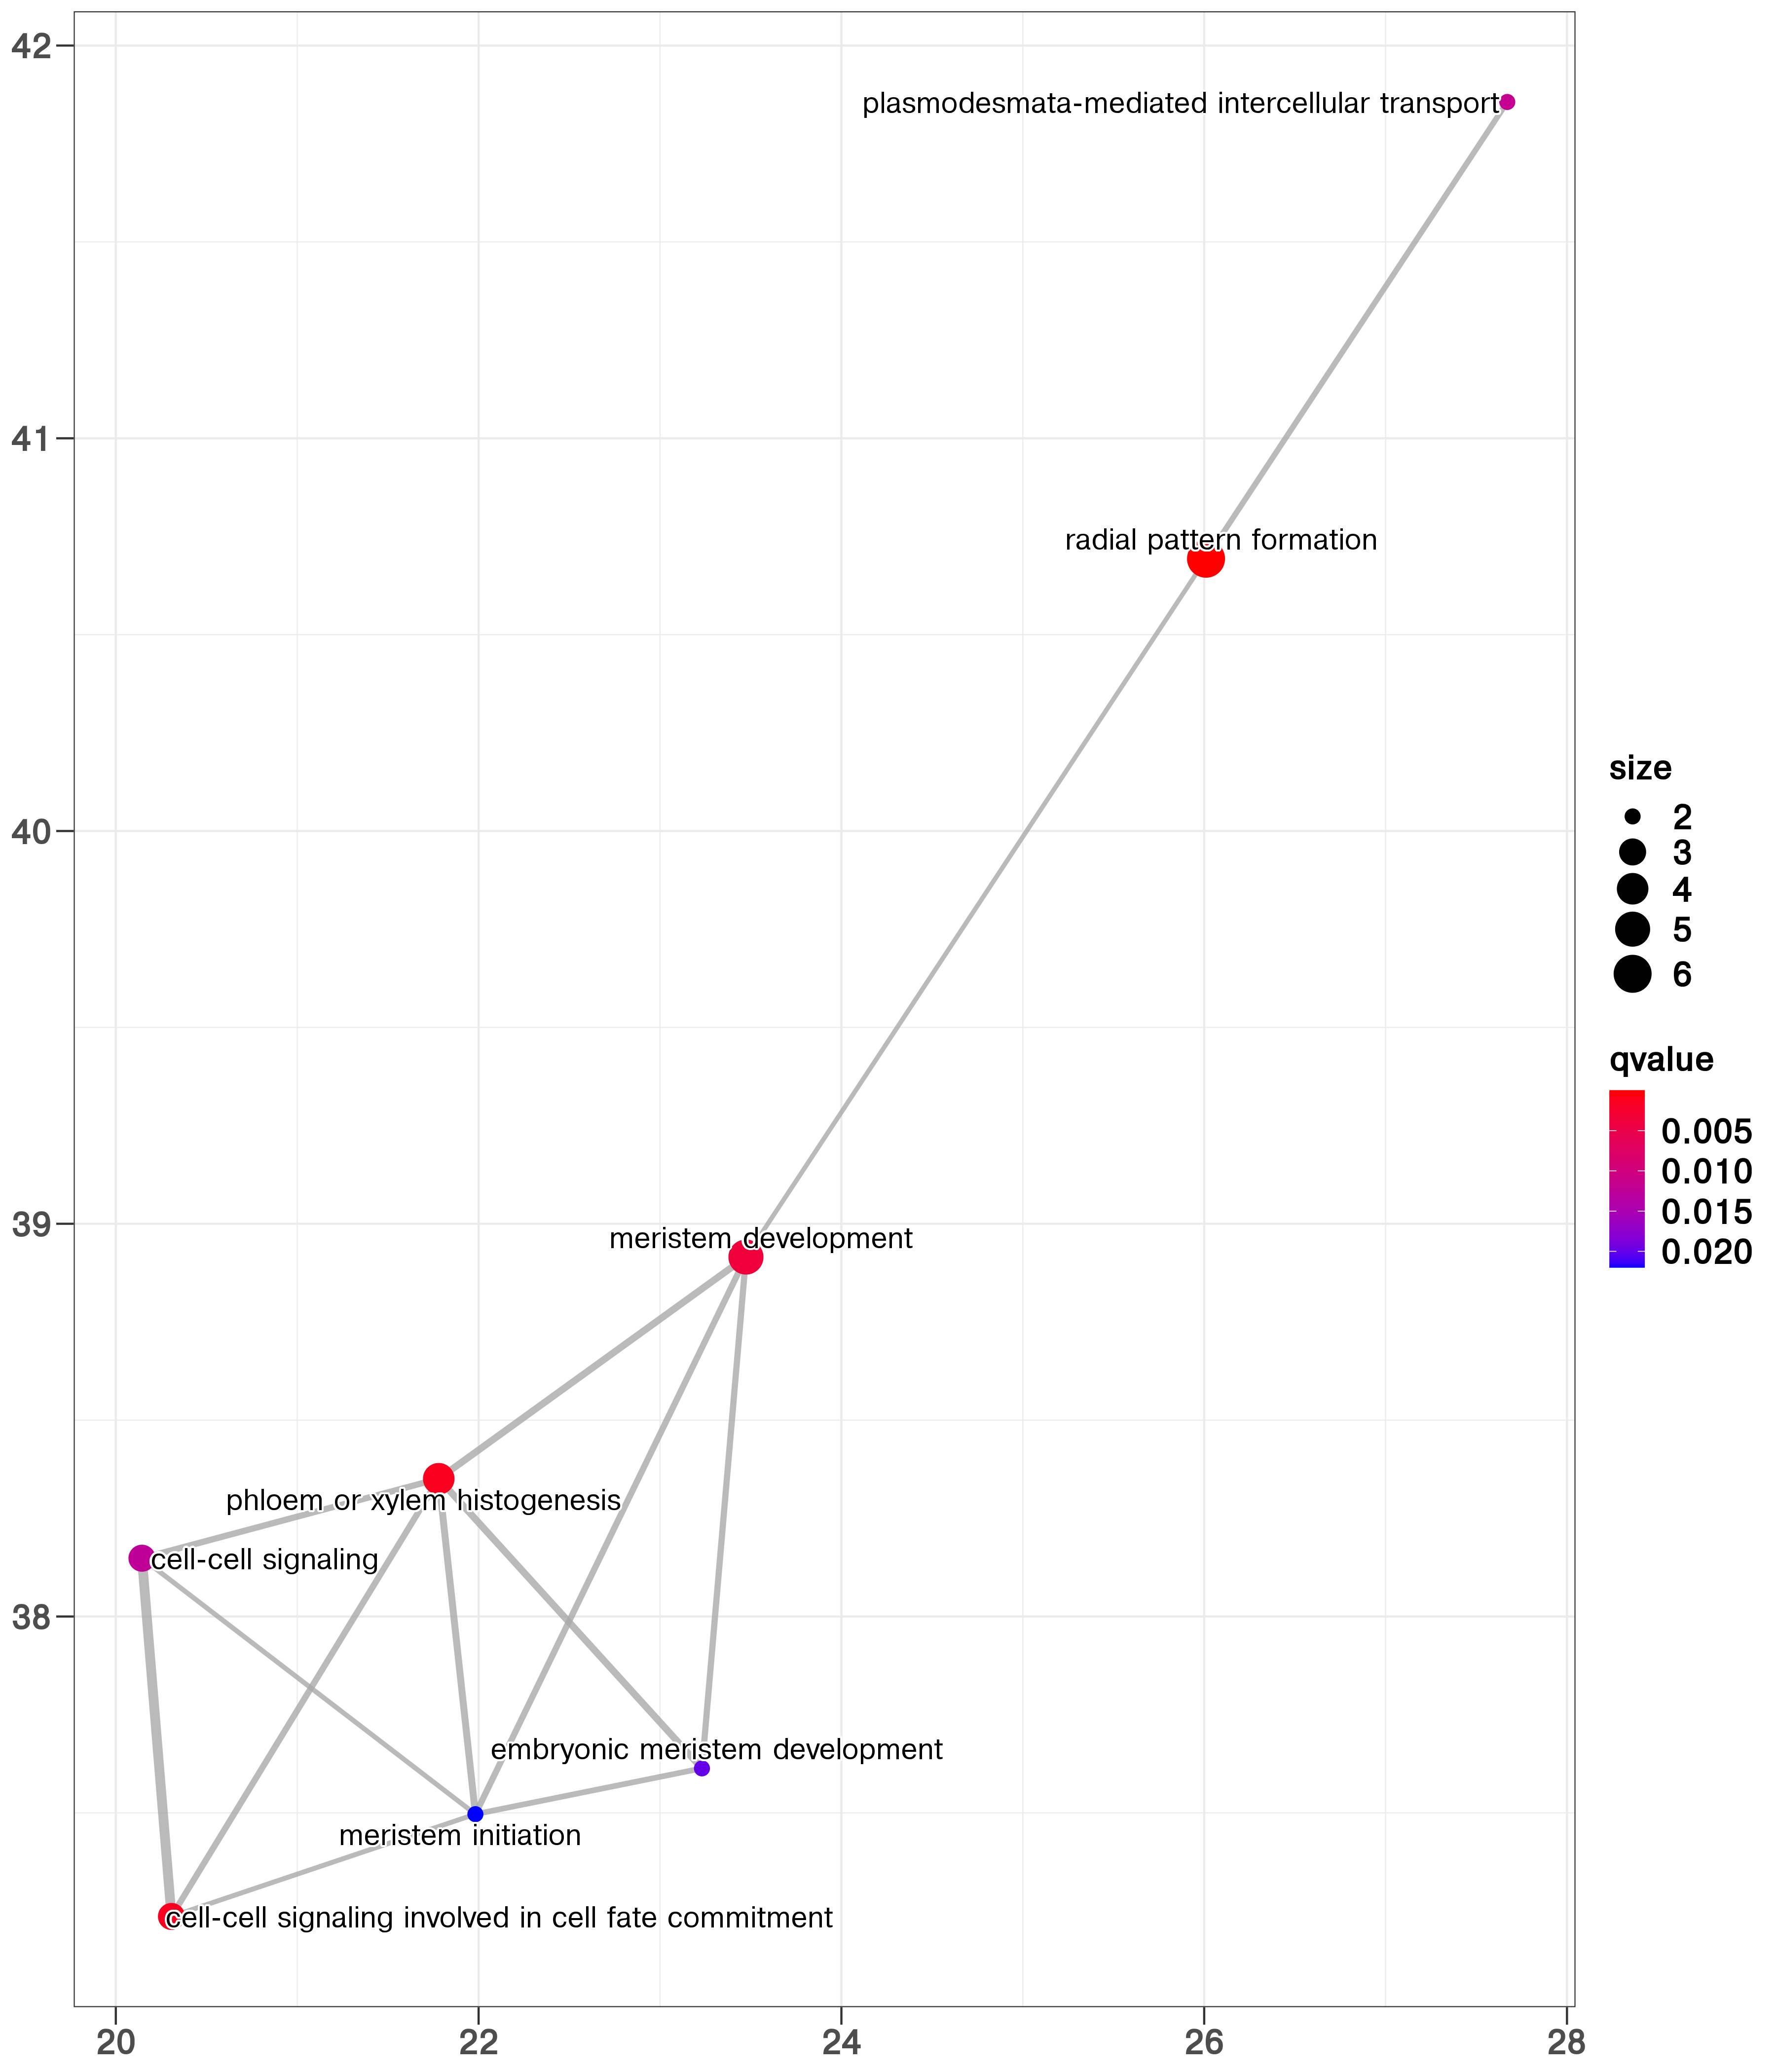 42
plasmodesmata-mediated intercellular transport
41
radial pattern formation
40
39
meristem development
phloem or xylem histogenesis
cell-cell signaling
38
embryonic meristem development
meristem initiation
cell-cell signaling involved in cell fate commitment
20
22
24
26
28
size
2
3
4
5
6
qvalue
0.005
0.010
0.015
0.020